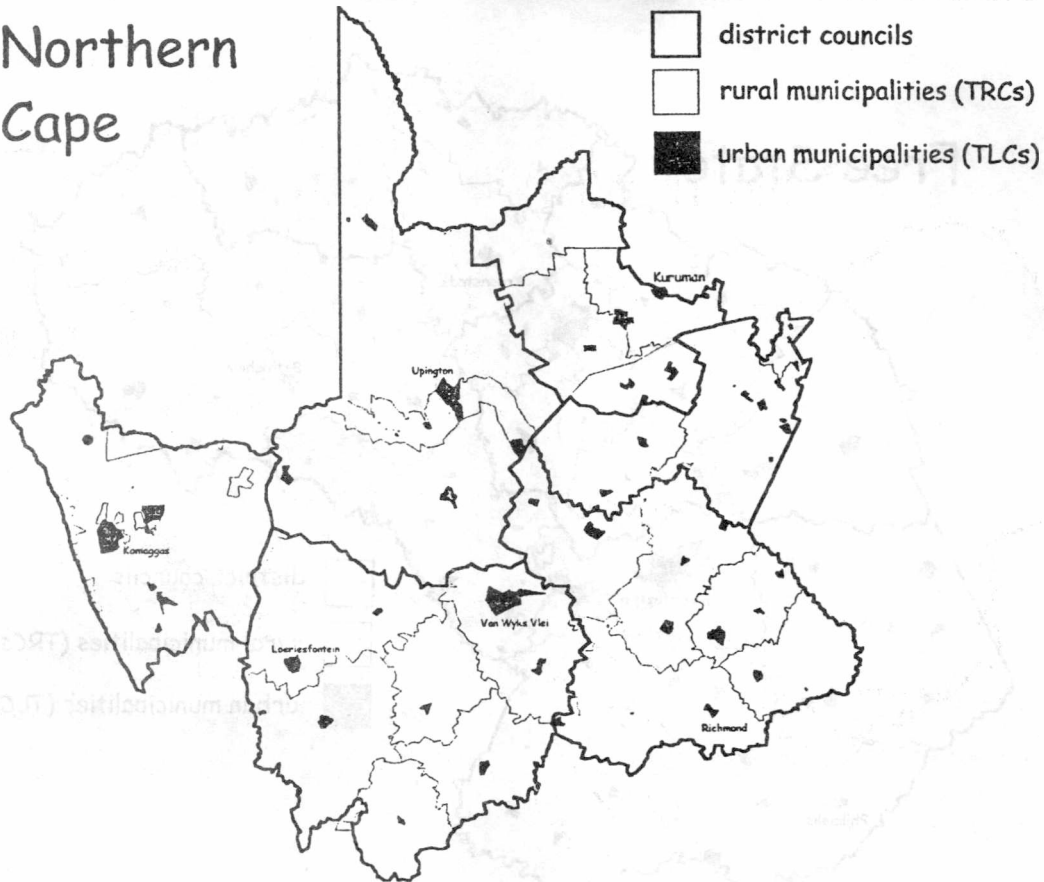 Northern
Cape
district councils
rural municipalities (TRCs)
urban municipalities (TLCs)
Kuruman
Upington
Komaggas
Van Wyks Vlei
Loeriesfontein
Richmond